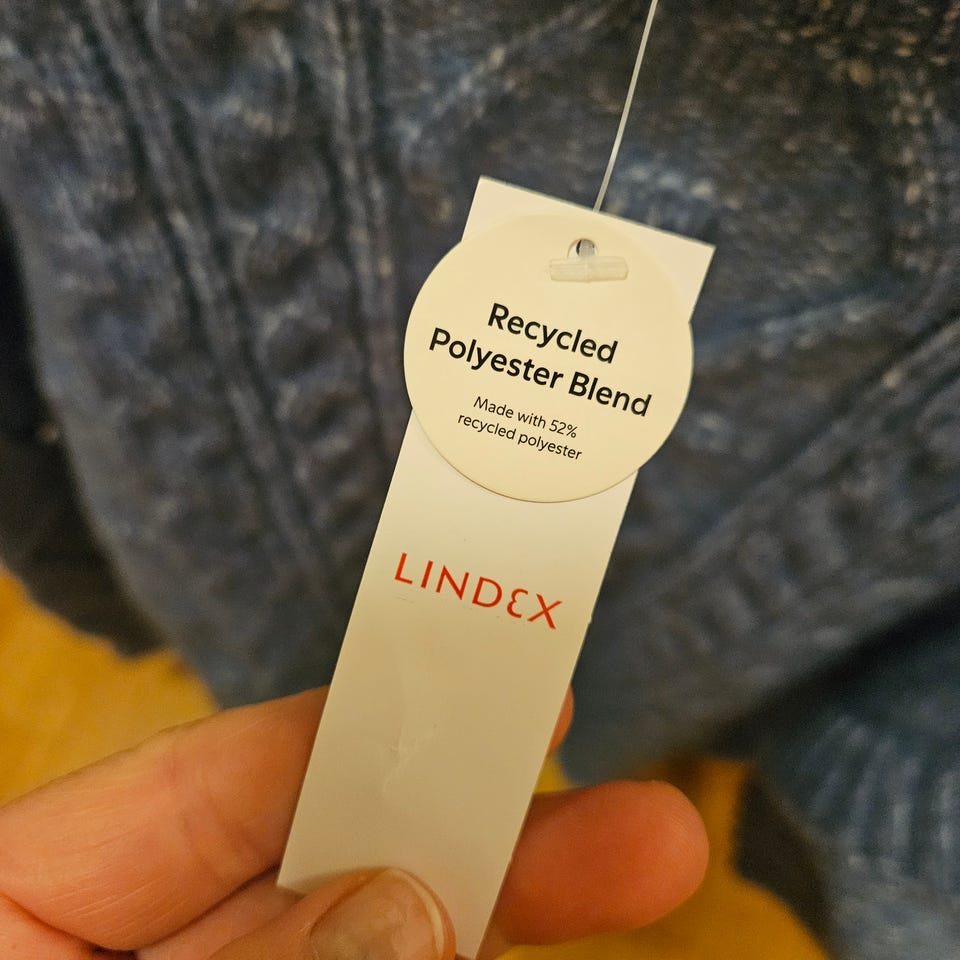 Recycled
Polyester Blend
Made with 52%
recycled polyester
LINDEX